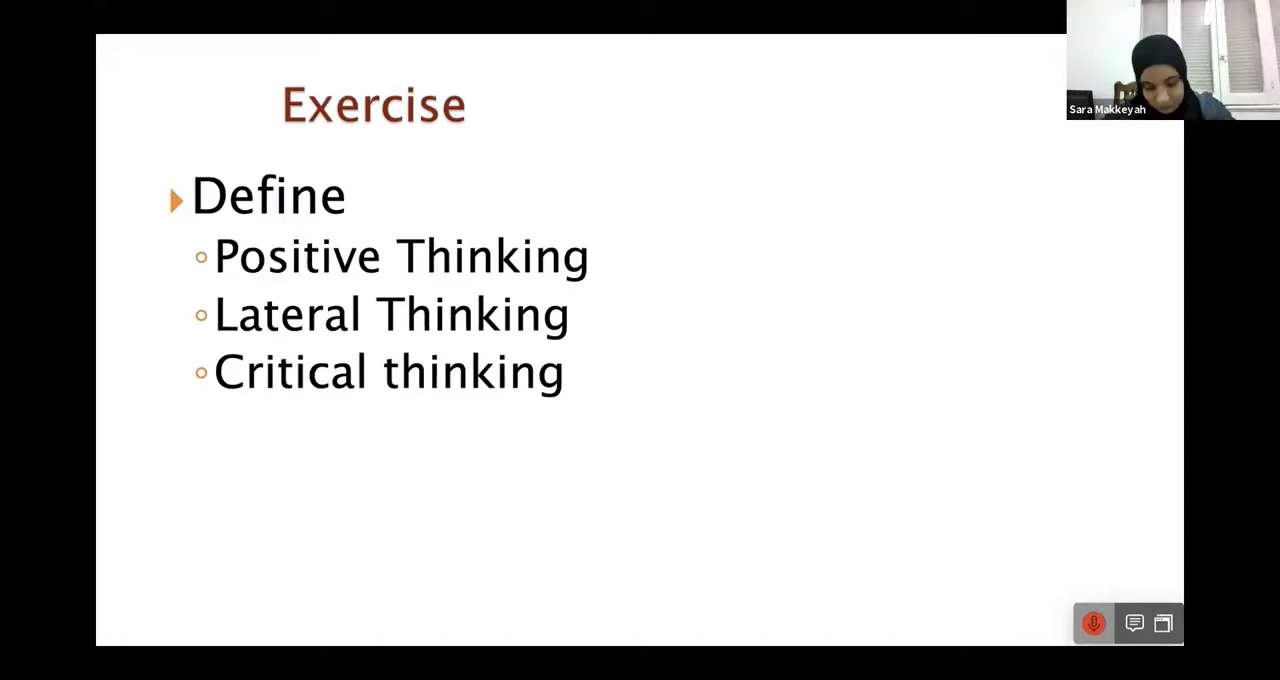 Exercise
Define
Positive Thinking
Lateral Thinking
Critical thinking
Sara Makkeyah